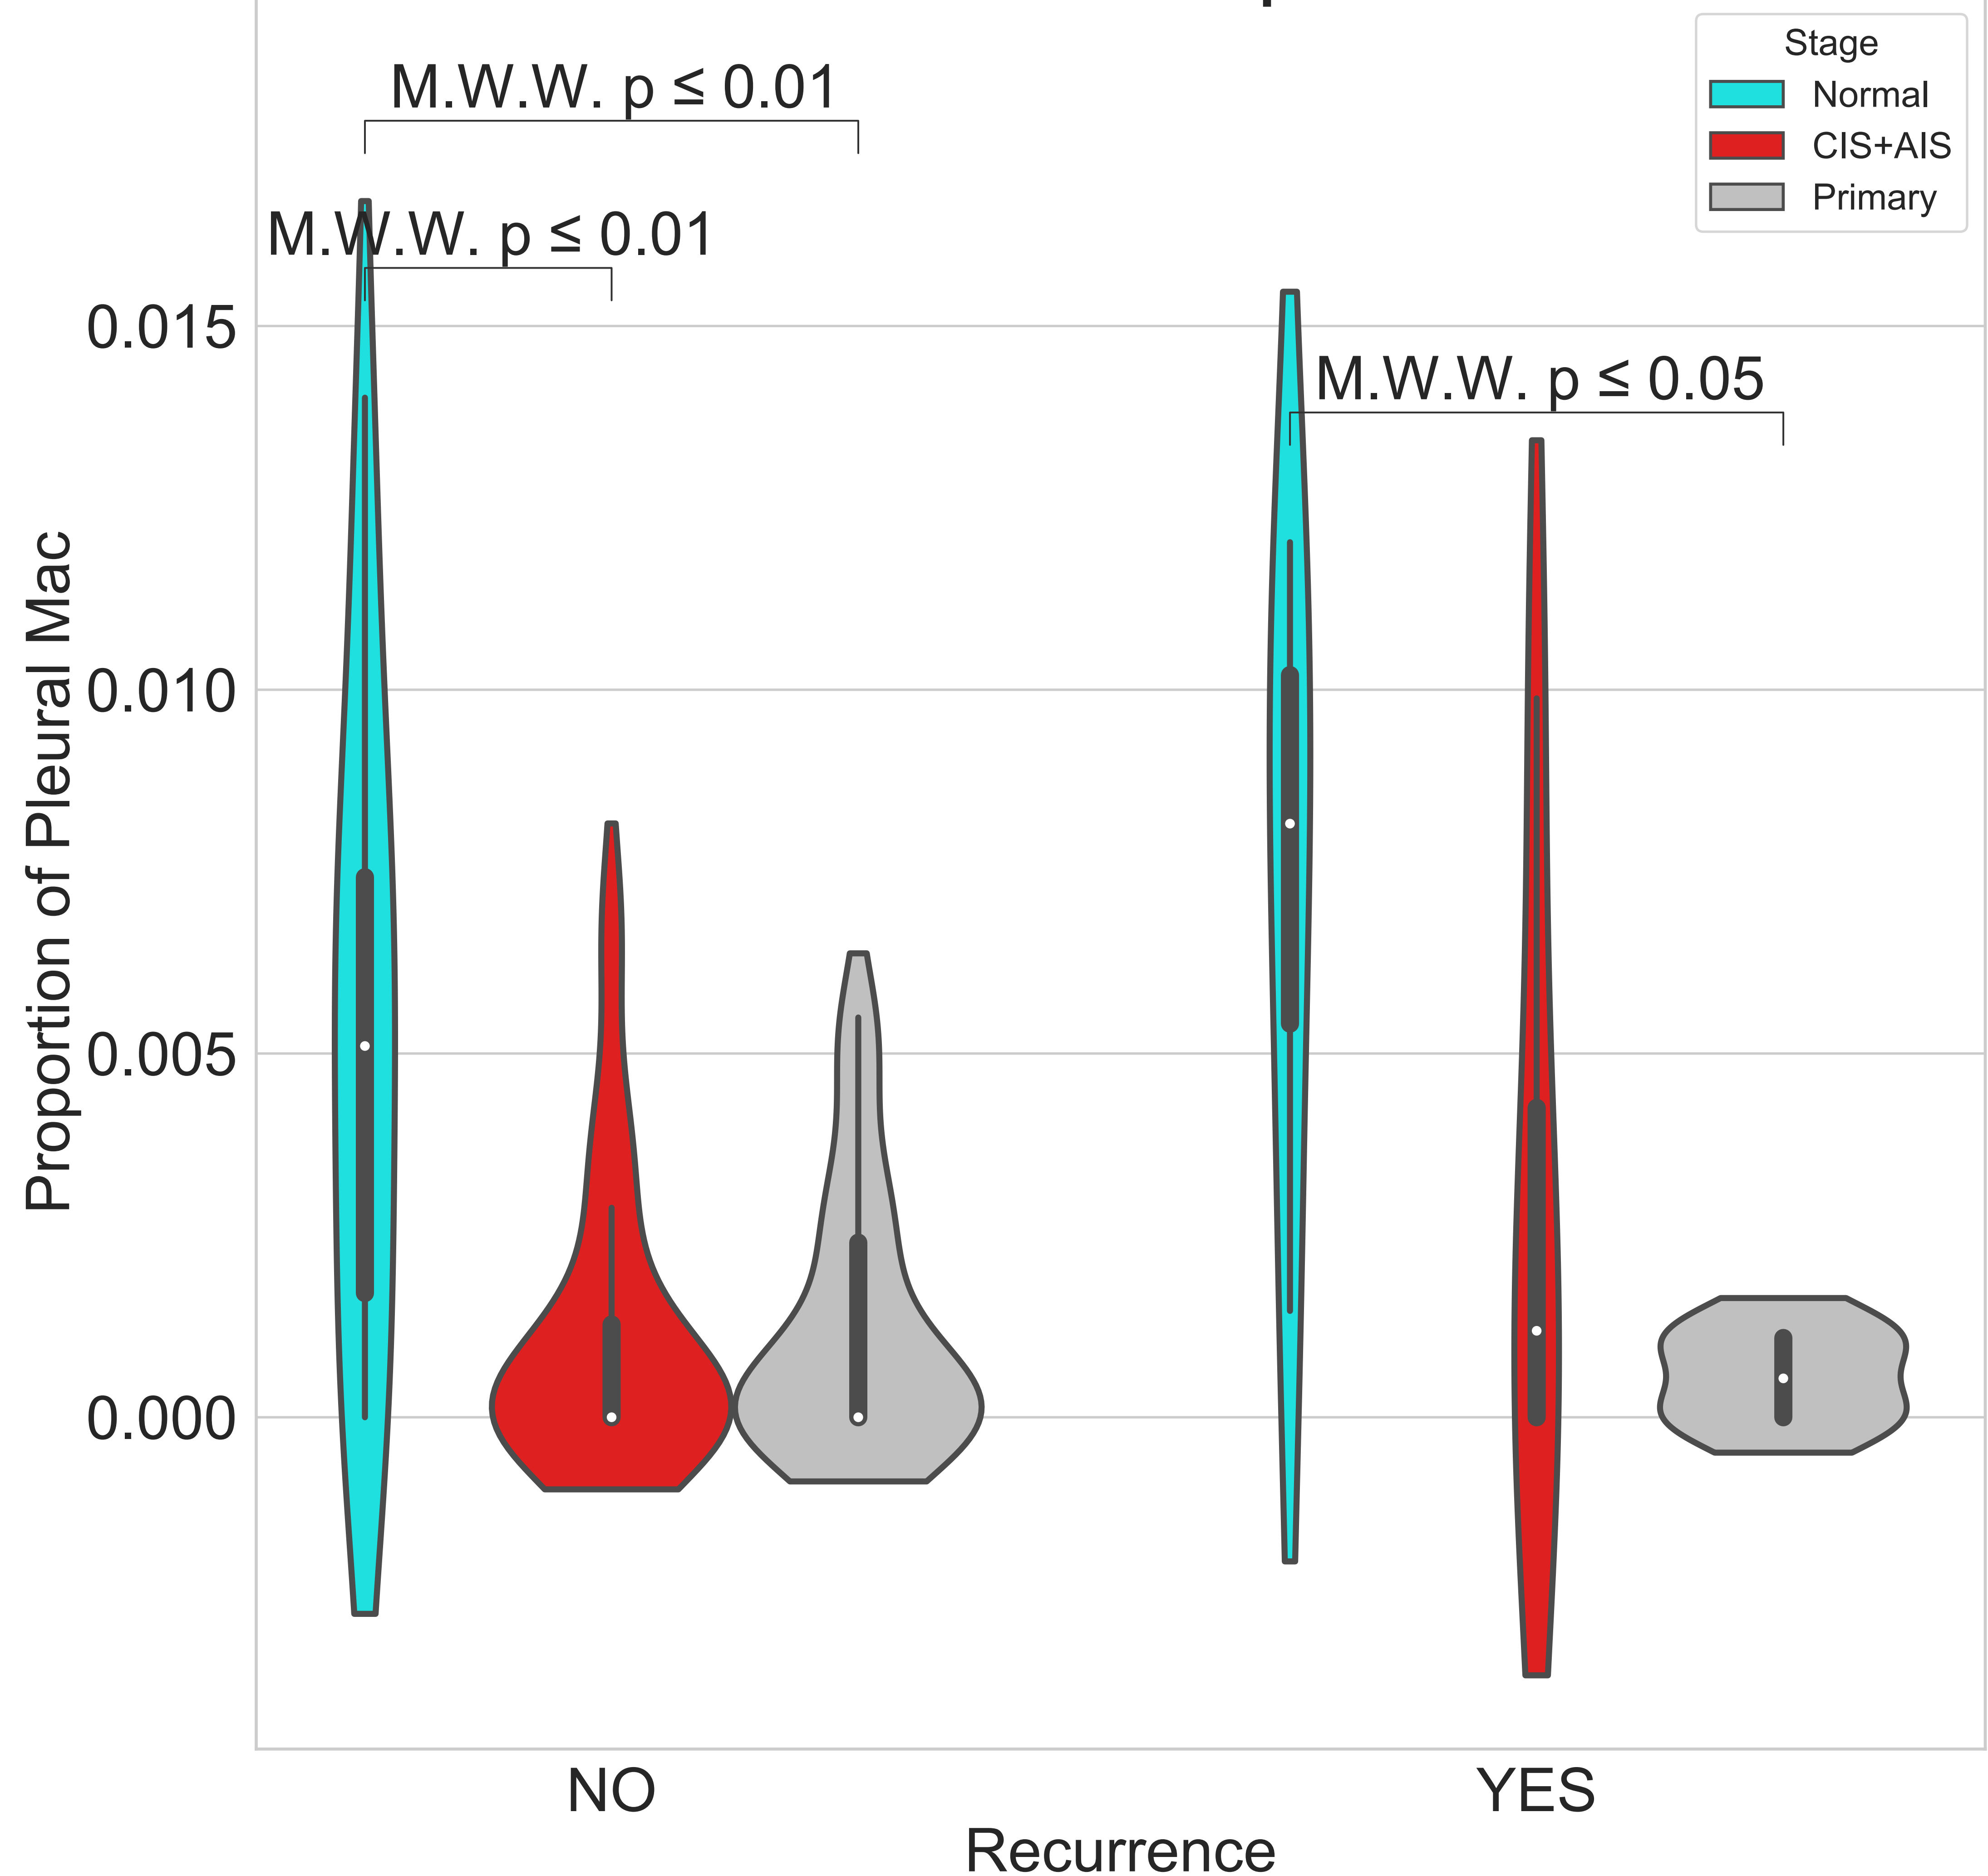 M.W.W. p ≤ 0.01
M.W.W. p ≤ 0.01
M.W.W. p ≤ 0.05
Stage
Normal
CIS+AIS
Primary
Proportion of Pleural Mac
0.015
0.010
0.005
0.000
NO
YES
Recurrence